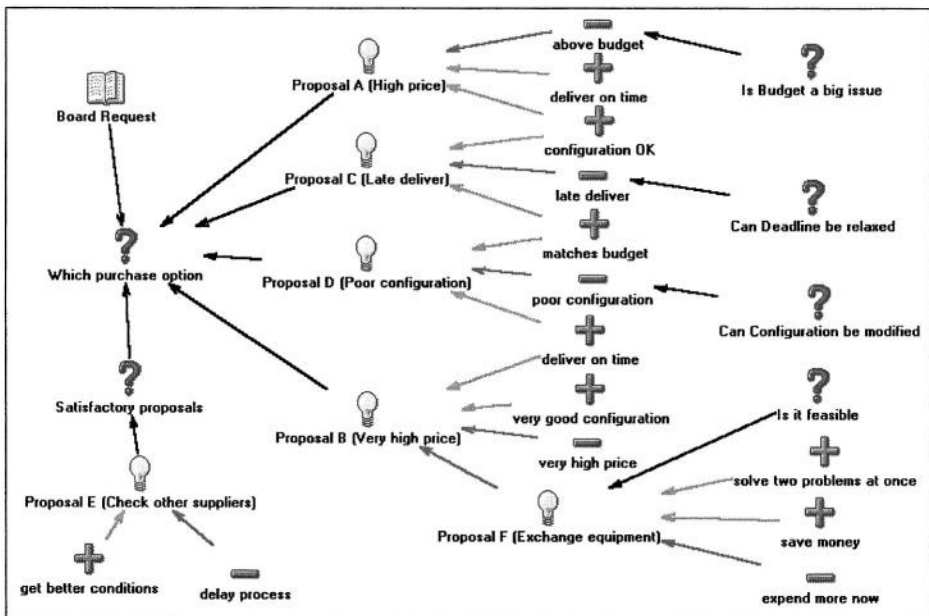 above budget
Proposal A (High price)
Is Budget a big issue
deliver on time
Board Request
configuration OK
Proposal C (Late deliver)
late deliver
Can Deadline be relaxed
matches budget
Which purchase option
Proposal D (Poor configuration)
poor configuration
Can Configuration be modified
deliver on time
Satisfactory proposals
very good configuration
Is it feasible
Proposal B (Very high price)
very high price
solve two problems at once
Proposal E (Check other suppliers)
Proposal F (Exchange equipment)
save money
get better conditions
delay process
expend more now